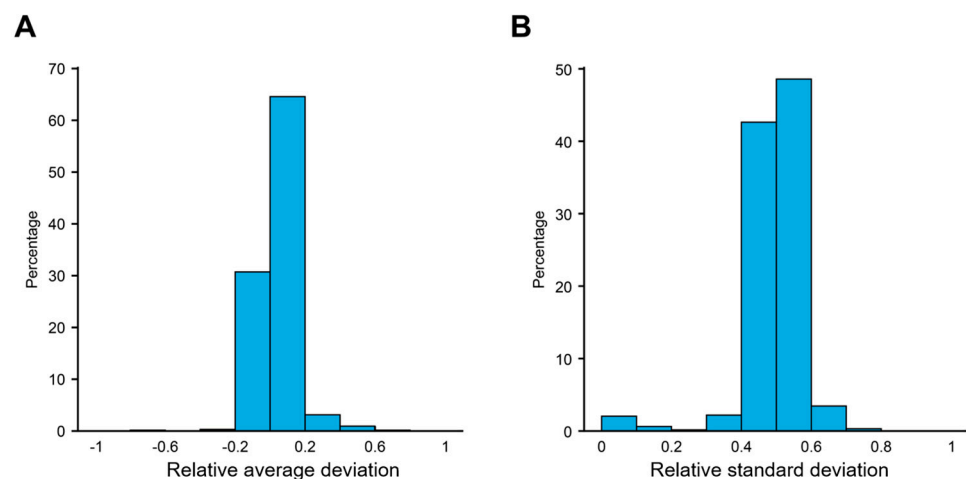 A
70
60
50
40
30
20
10
0
Percentage
-1 -0.6 -0.2 0.2 0.6 1
Relative average deviation
B
50
40
30
20
10
0
Percentage
0 0.2 0.4 0.6 0.8 1
Relative standard deviation